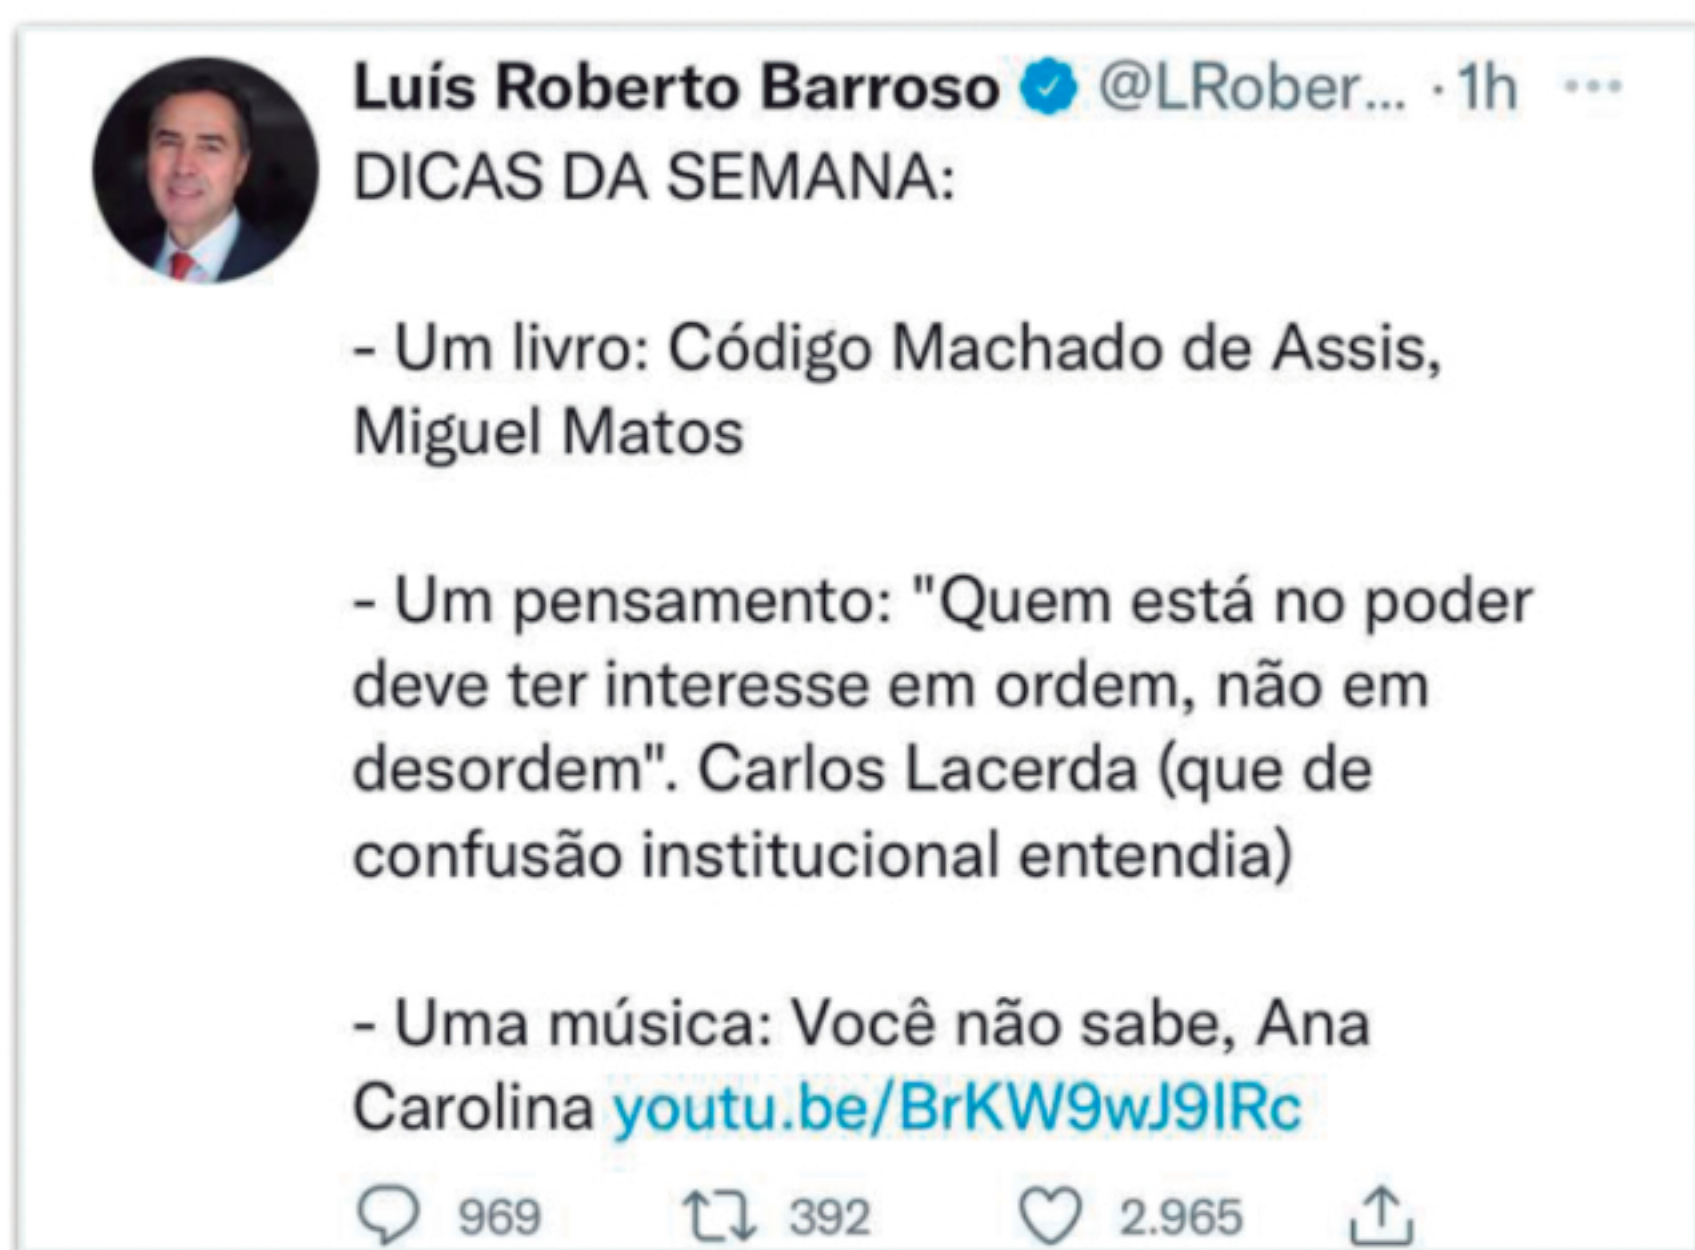 Luís Roberto Barroso @LRober... · 1h
DICAS DA SEMANA:
- Um livro: Código Machado de Assis,
Miguel Matos
- Um pensamento: "Quem está no poder
deve ter interesse em ordem, não em
desordem". Carlos Lacerda (que de
confusão institucional entendia)
- Uma música: Você não sabe, Ana
Carolina youtu.be/BrKW9wJ9IRc
969 392 2.965